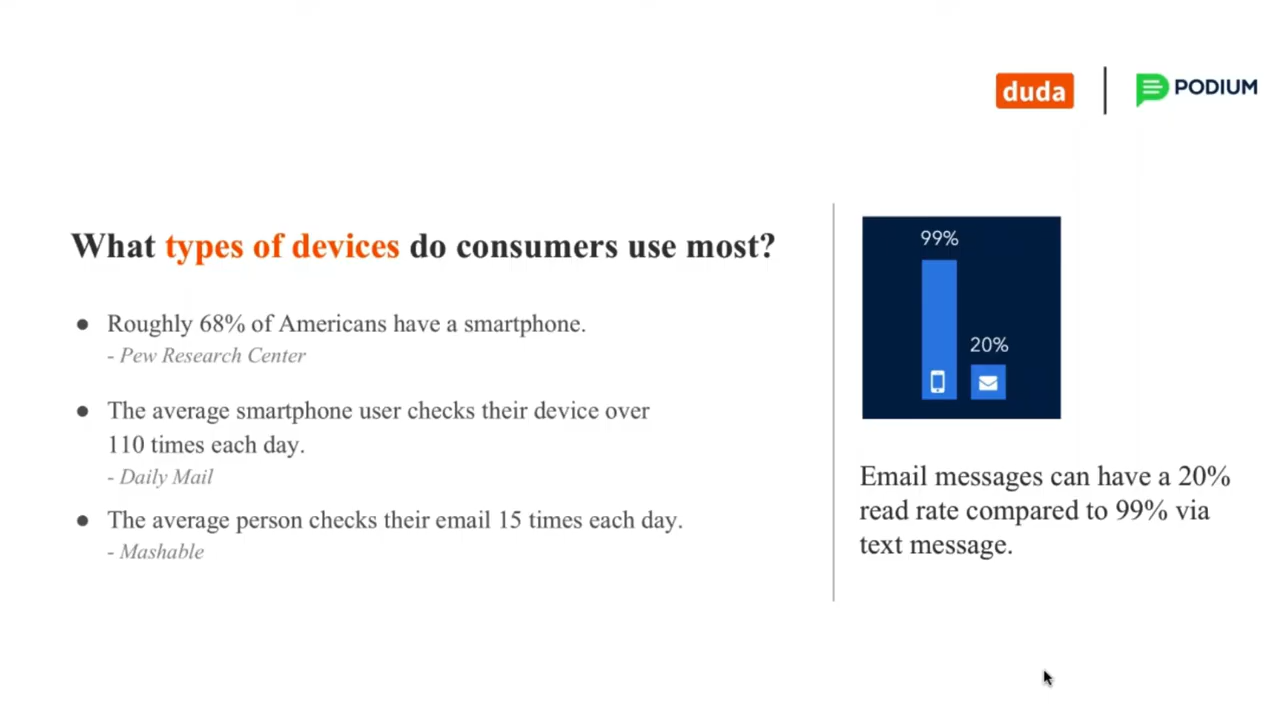 duda
PODIUM
What types of devices do consumers use most?
● Roughly 68% of Americans have a smartphone.
- Pew Research Center
● The average smartphone user checks their device over
110 times each day.
- Daily Mail
● The average person checks their email 15 times each day.
- Mashable
99%
20%
Email messages can have a 20%
read rate compared to 99% via
text message.